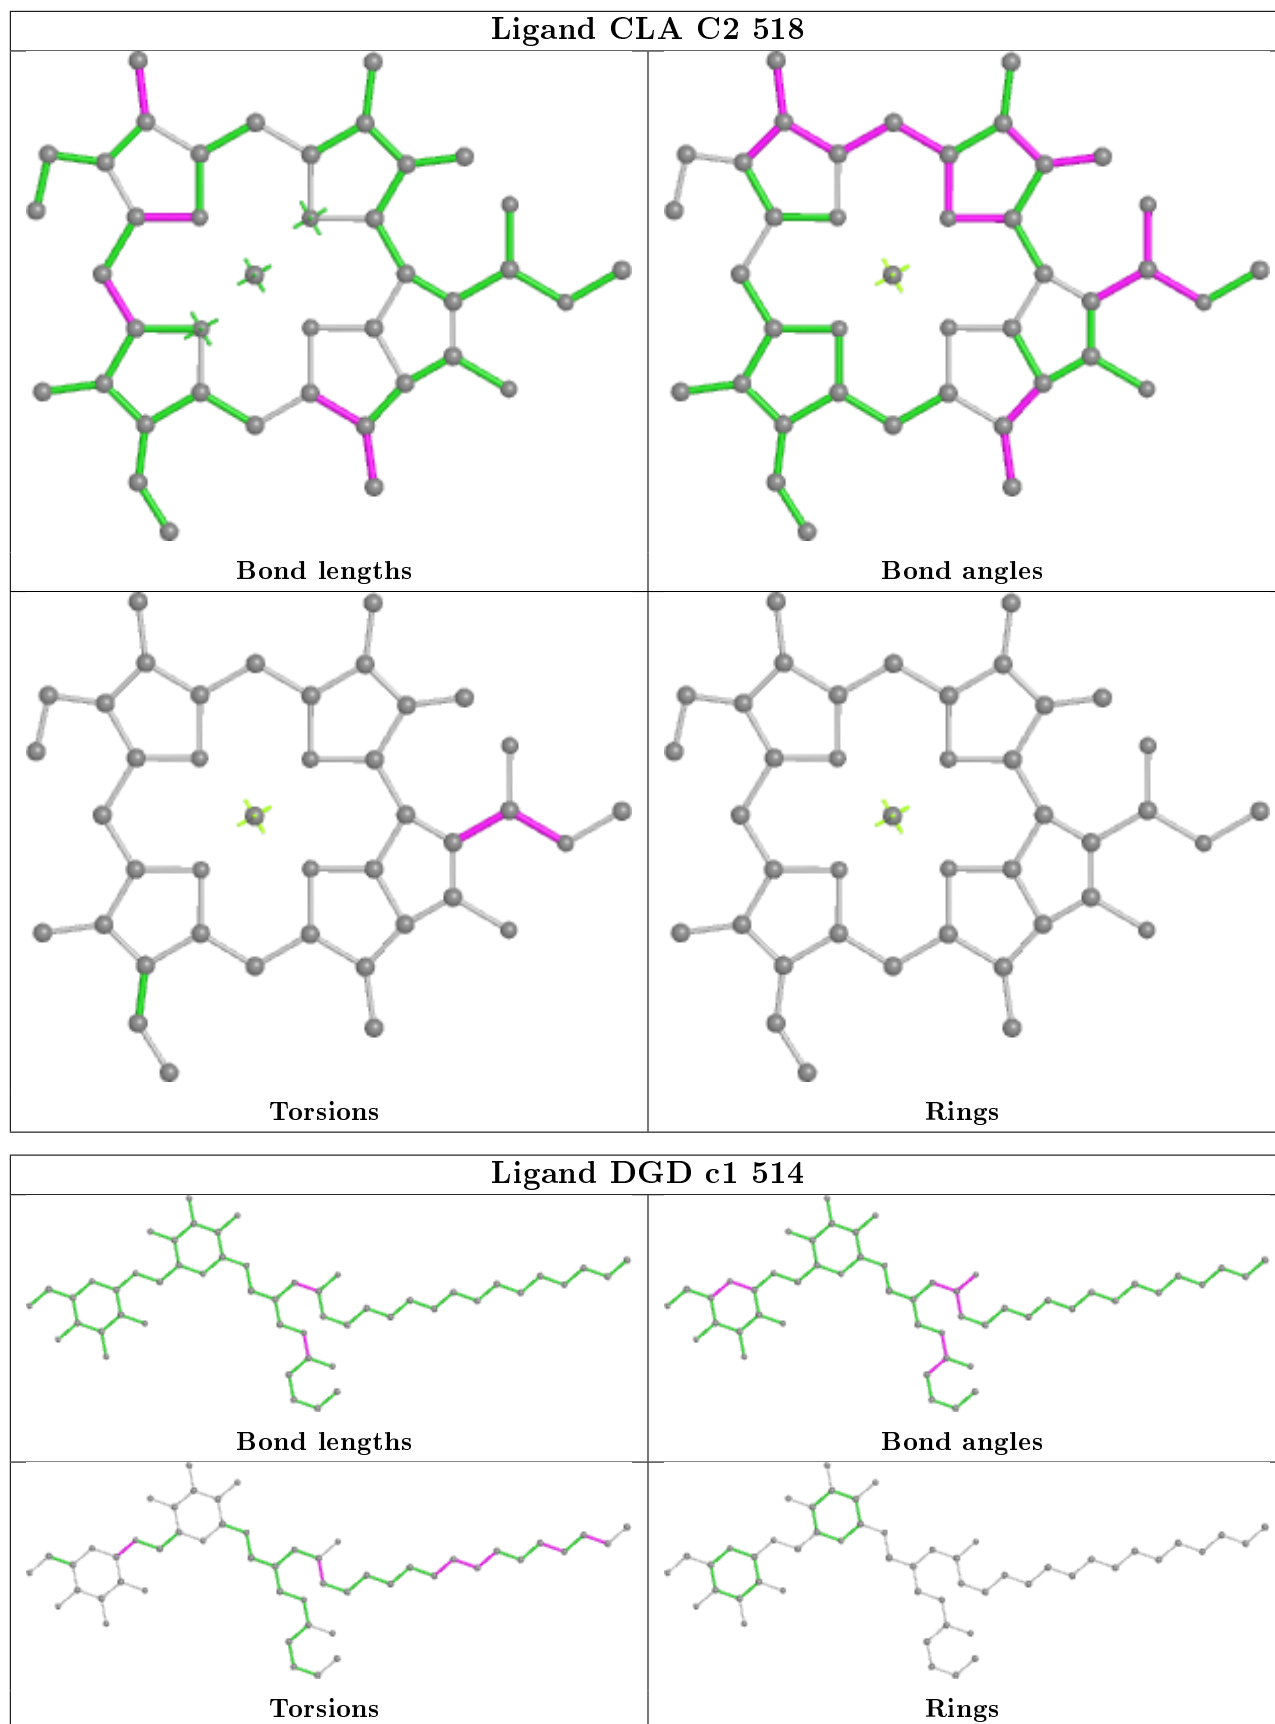 Ligand CLA C2 518
Bond lengths
Bond angles
Torsions
Rings
Ligand DGD c1 514
Bond lengths
Bond angles
Torsions
Rings